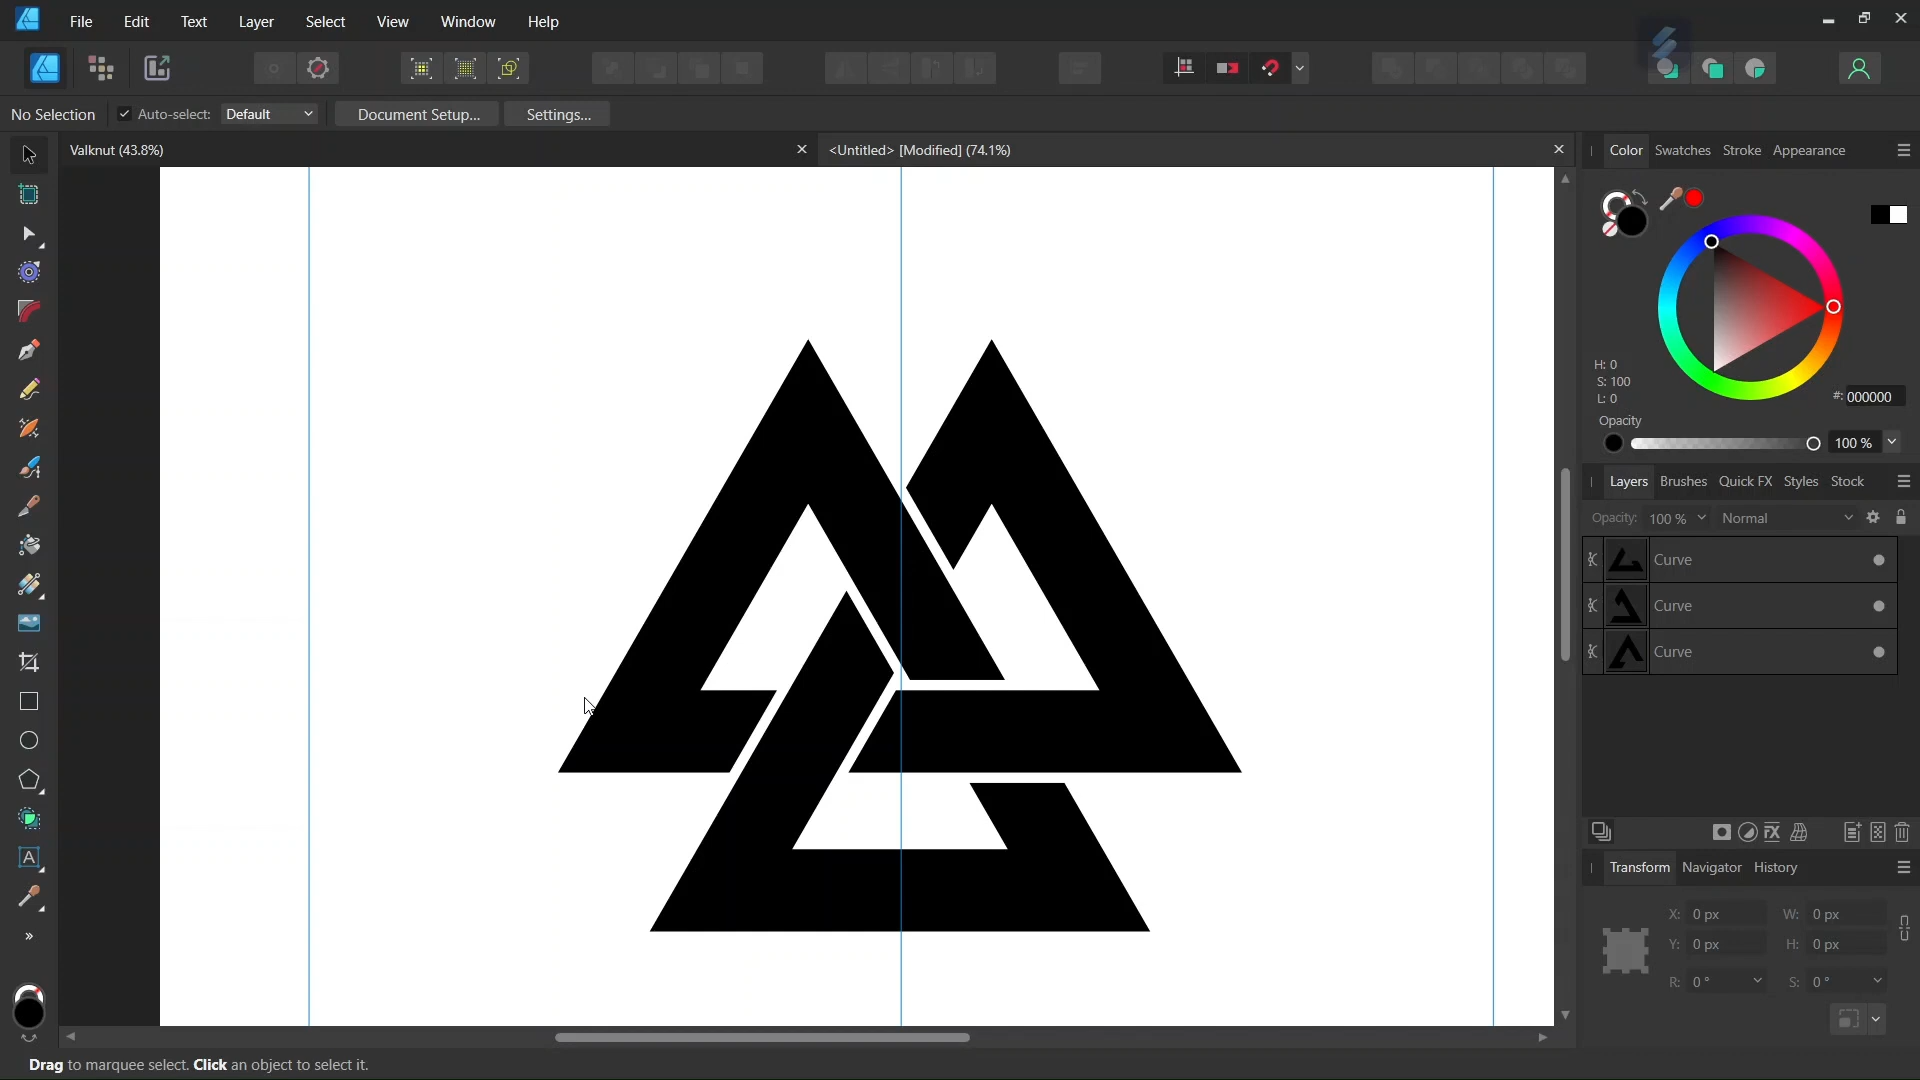 File Edit Text Layer Select View Window Help
No Selection Auto-select: Default Document Setup... Settings...
Valknut (43.8%) <Untitled> [Modified] (74.1%)
Color Swatches Stroke Appearance
H: 0
S: 100
L: 0
#: 000000
Opacity
100 %
Layers Brushes Quick FX Styles Stock
Opacity: 100 % Normal
Curve
Curve
Curve
Transform Navigator History
X: 0 px W: 0 px
Y: 0 px H: 0 px
R: 0 ° S: 0 °
Drag to marquee select. Click an object to select it.